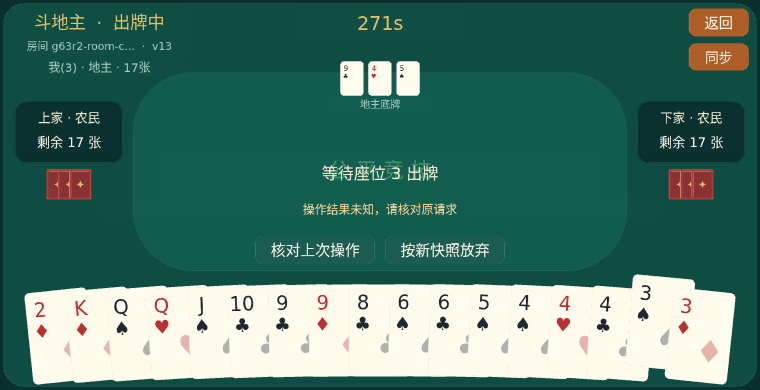 斗地主 · 出牌中
271s
返回
房间 g63r2-room-c... · v13
同步
我(3) · 地主 · 17张
9 4 5
地主底牌
上家 · 农民
剩余 17 张
下家 · 农民
剩余 17 张
等待座位 3 出牌
操作结果未知，请核对原请求
核对上次操作
按新快照放弃
2 K Q Q J 10 9 9 8 6 6 5 4 4 4 3 3